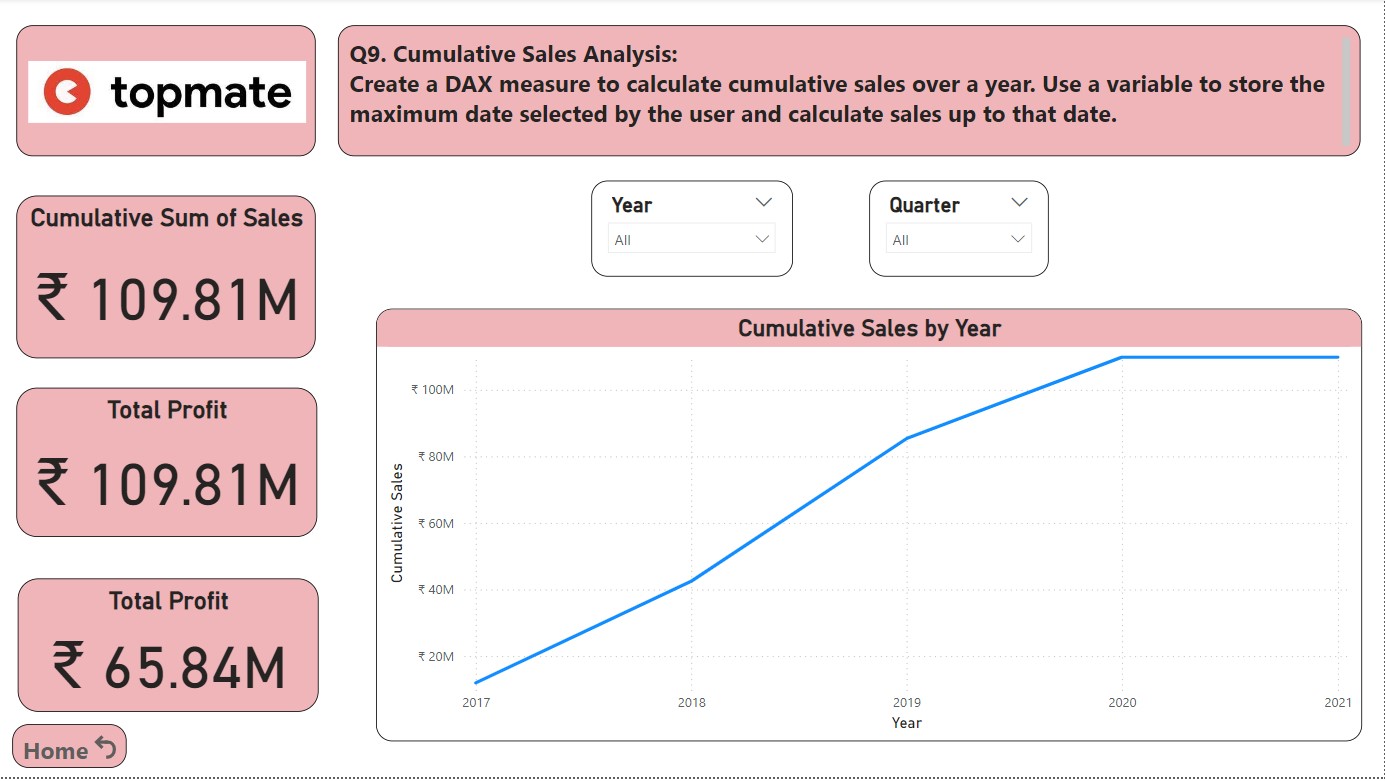 topmate
Q9. Cumulative Sales Analysis:
Create a DAX measure to calculate cumulative sales over a year. Use a variable to store the
maximum date selected by the user and calculate sales up to that date.
Year
All
Quarter
All
Cumulative Sum of Sales
₹ 109.81M
Total Profit
₹ 109.81M
Total Profit
₹ 65.84M
Home
Cumulative Sales by Year
Cumulative Sales
₹ 100M
₹ 80M
₹ 60M
₹ 40M
₹ 20M
2017 2018 2019 2020 2021
Year